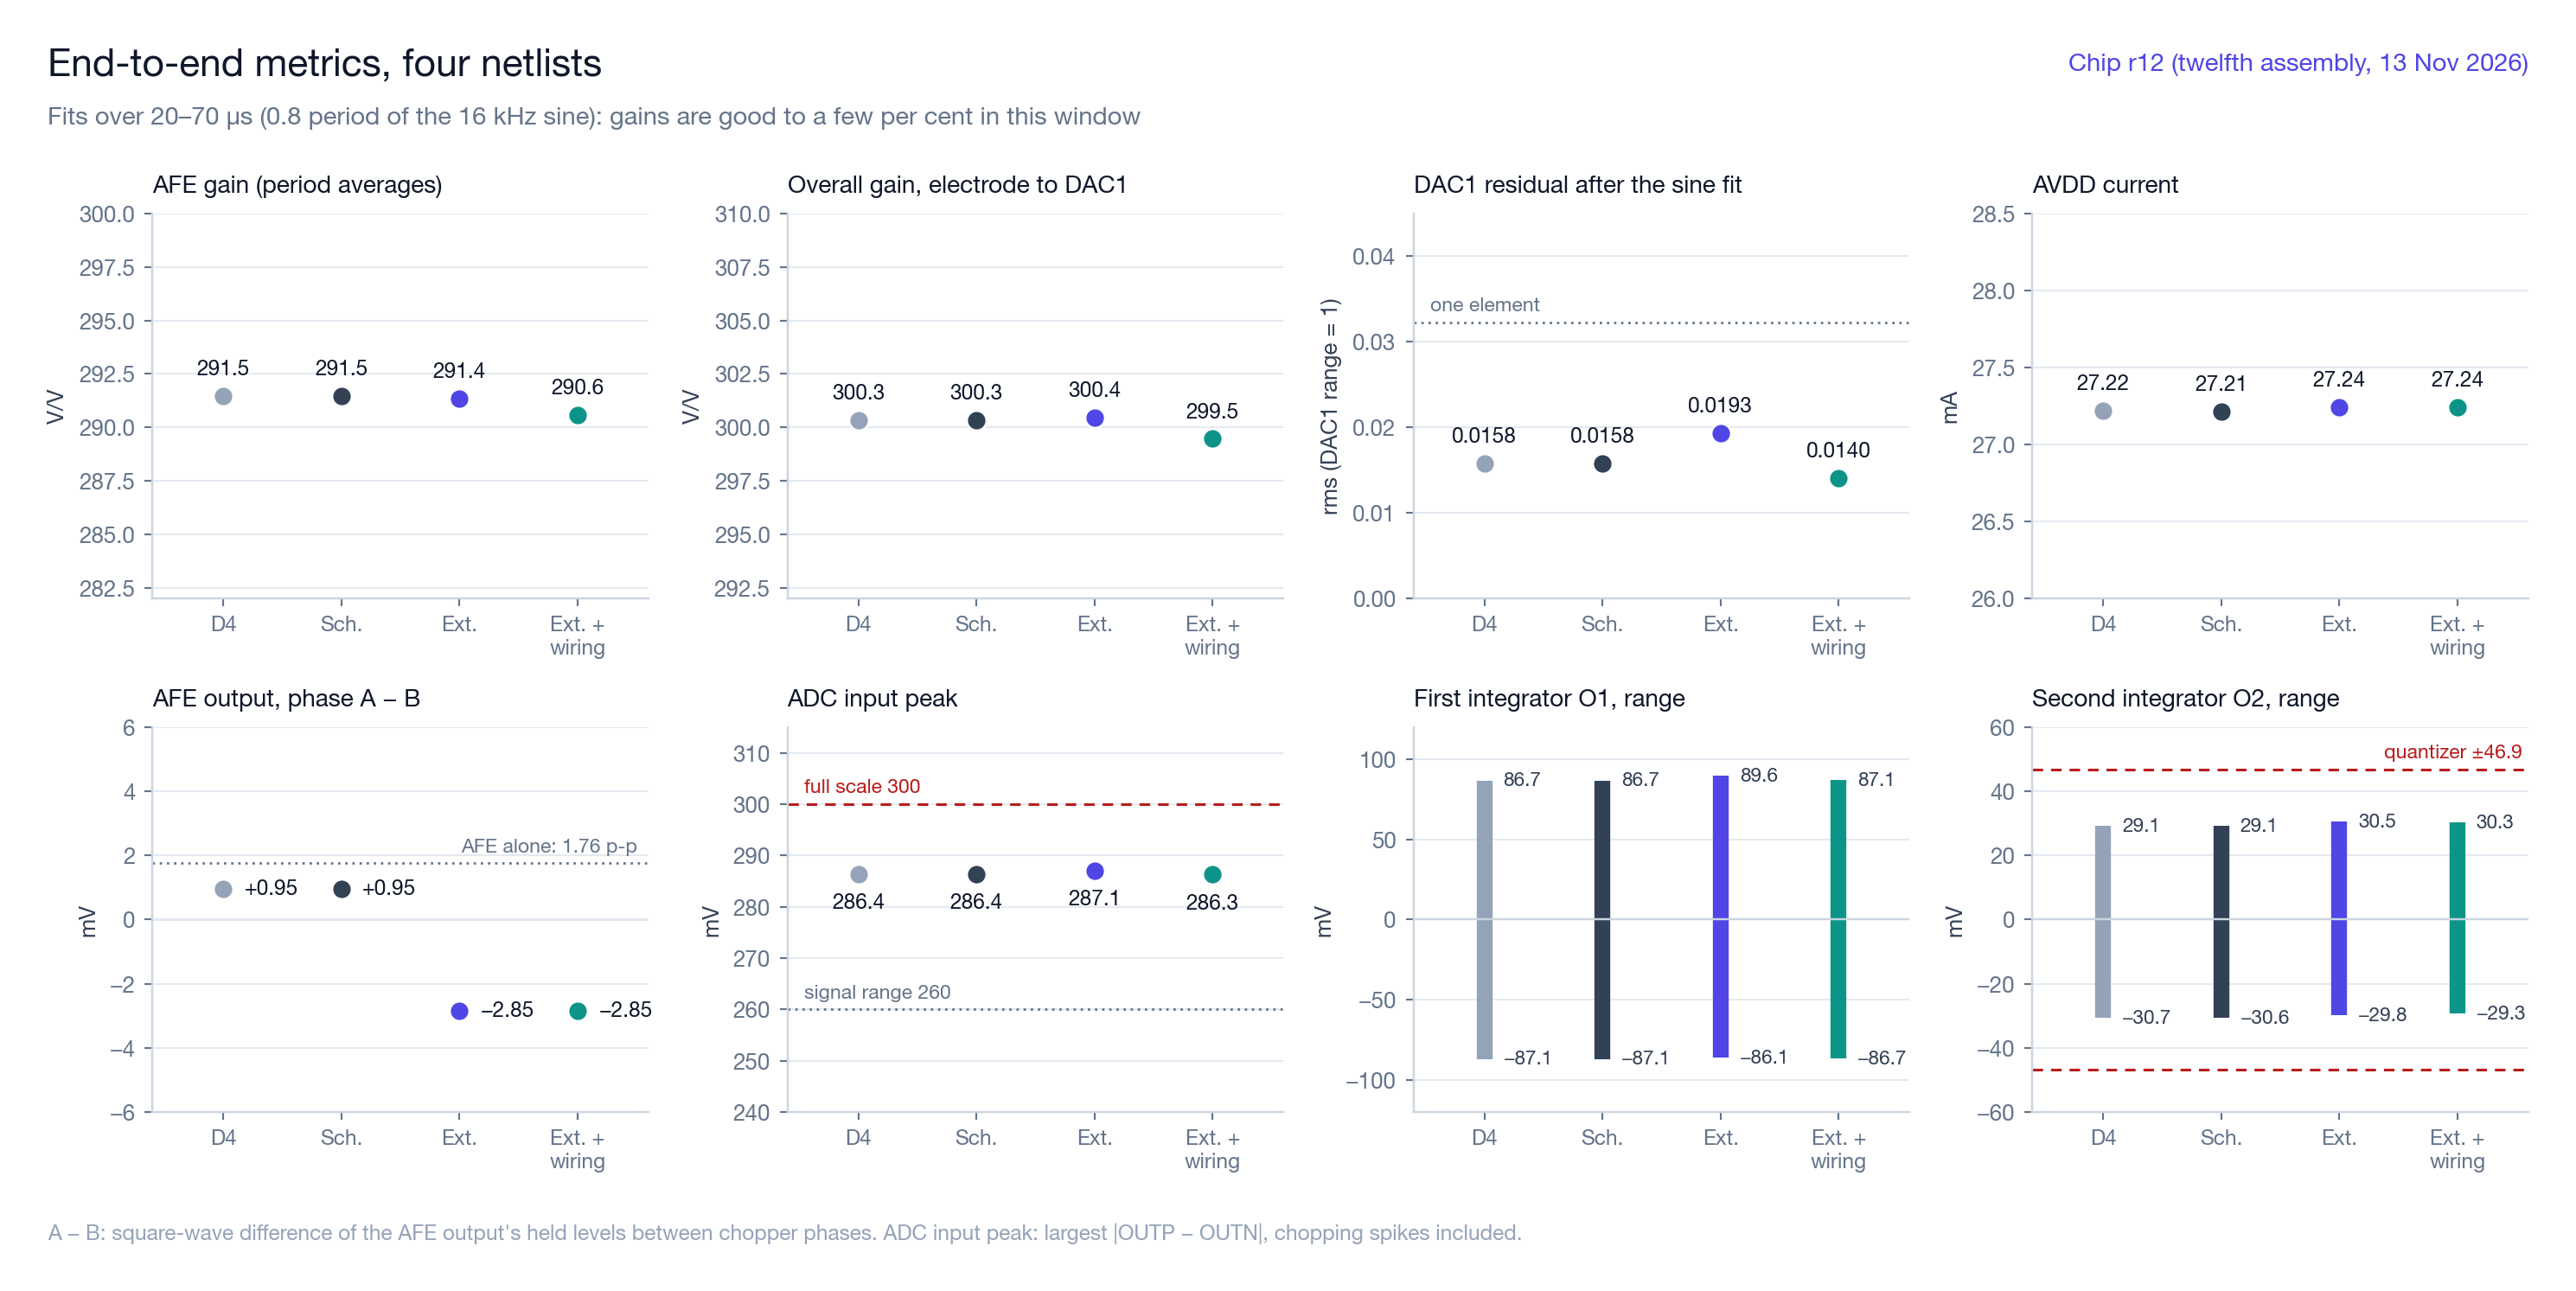 End-to-end metrics, four netlists
Chip r12 (twelfth assembly, 13 Nov 2026)
Fits over 20–70 µs (0.8 period of the 16 kHz sine): gains are good to a few per cent in this window
AFE gain (period averages)
V/V
300.0
297.5
295.0
292.5
290.0
287.5
285.0
282.5
291.5
291.5
291.4
290.6
D4
Sch.
Ext.
Ext. +
wiring
Overall gain, electrode to DAC1
V/V
310.0
307.5
305.0
302.5
300.0
297.5
295.0
292.5
300.3
300.3
300.4
299.5
D4
Sch.
Ext.
Ext. +
wiring
DAC1 residual after the sine fit
rms (DAC1 range = 1)
0.04
0.03
0.02
0.01
0.00
one element
0.0158
0.0158
0.0193
0.0140
D4
Sch.
Ext.
Ext. +
wiring
AVDD current
mA
28.5
28.0
27.5
27.0
26.5
26.0
27.22
27.21
27.24
27.24
D4
Sch.
Ext.
Ext. +
wiring
AFE output, phase A – B
mV
6
4
2
0
–2
–4
–6
AFE alone: 1.76 p-p
+0.95
+0.95
–2.85
–2.85
D4
Sch.
Ext.
Ext. +
wiring
ADC input peak
mV
310
300
290
280
270
260
250
240
full scale 300
286.4
286.4
287.1
286.3
signal range 260
D4
Sch.
Ext.
Ext. +
wiring
First integrator O1, range
mV
100
50
0
–50
–100
86.7
86.7
89.6
87.1
–87.1
–87.1
–86.1
–86.7
D4
Sch.
Ext.
Ext. +
wiring
Second integrator O2, range
mV
60
40
20
0
–20
–40
–60
quantizer ±46.9
29.1
29.1
30.5
30.3
–30.7
–30.6
–29.8
–29.3
D4
Sch.
Ext.
Ext. +
wiring
A – B: square-wave difference of the AFE output's held levels between chopper phases. ADC input peak: largest |OUTP – OUTN|, chopping spikes included.